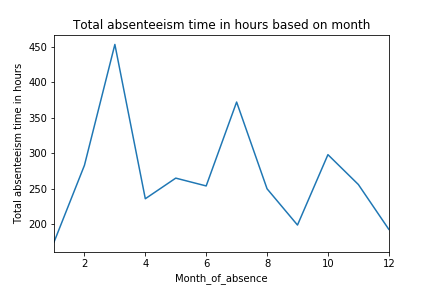 Total absenteeism time in hours based on month
Total absenteeism time in hours
450
400
350
300
250
200
2 4 6 8 10 12
Month_of_absence